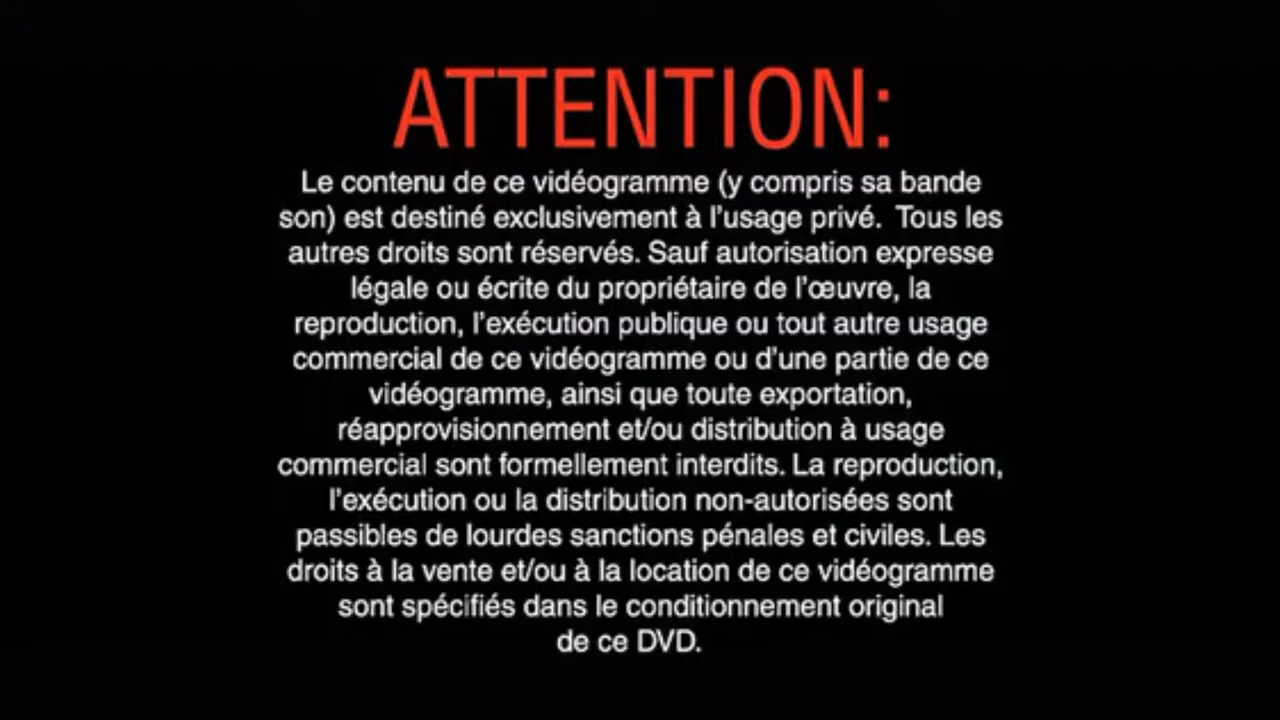 ATTENTION:
Le contenu de ce vidéogramme (y compris sa bande
son) est destiné exclusivement à l'usage privé. Tous les
autres droits sont réservés. Sauf autorisation expresse
légale ou écrite du propriétaire de l'œuvre, la
reproduction, l'exécution publique ou tout autre usage
commercial de ce vidéogramme ou d'une partie de ce
vidéogramme, ainsi que toute exportation,
réapprovisionnement et/ou distribution à usage
commercial sont formellement interdits. La reproduction,
l'exécution ou la distribution non-autorisées sont
passibles de lourdes sanctions pénales et civiles. Les
droits à la vente et/ou à la location de ce vidéogramme
sont spécifiés dans le conditionnement original
de ce DVD.